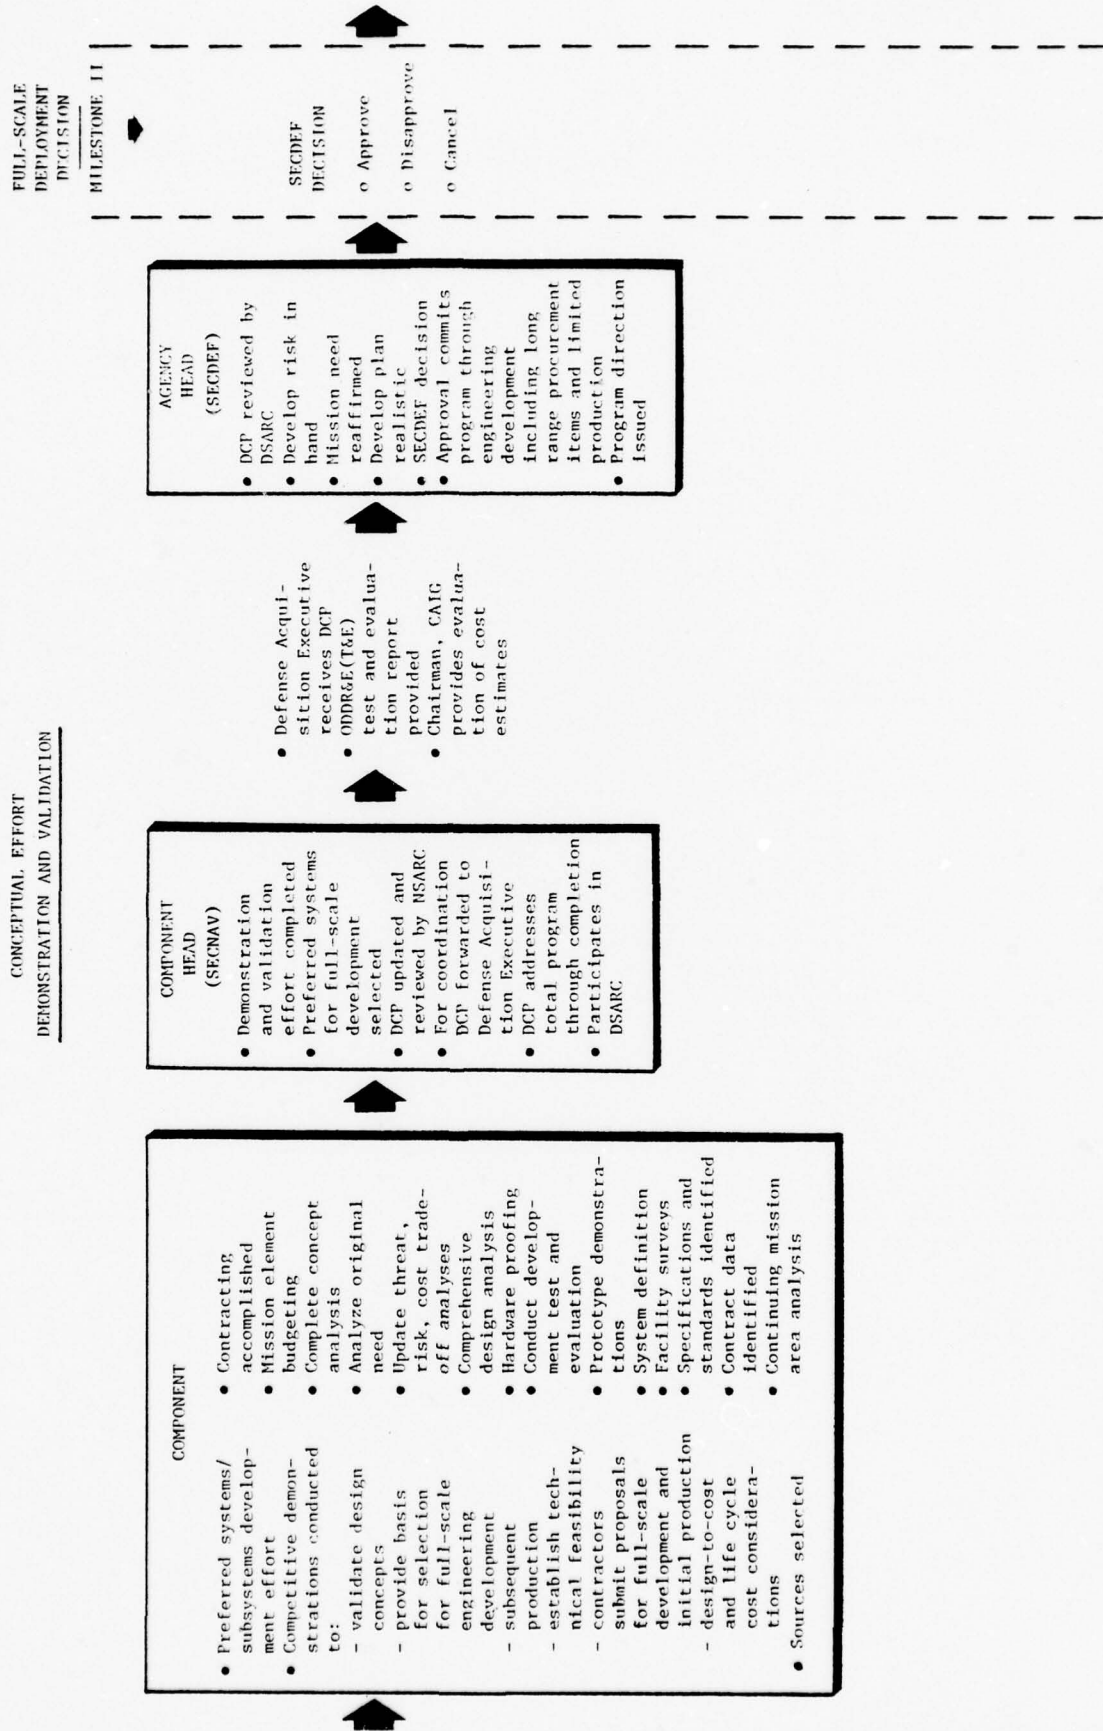 CONCEPTUAL EFFORT
DEMONSTRATION AND VALIDATION
FULL-SCALE
DEPLOYMENT
DECISION
MILESTONE II
COMPONENT
• Preferred systems/
subsystems develop-
ment effort
• Competitive demon-
strations conducted
to:
- validate design
concepts
- provide basis
for selection
for full-scale
engineering
development
- subsequent
production
- establish tech-
nical feasibility
- contractors
submit proposals
for full-scale
development and
initial production
- design-to-cost
and life cycle
cost considera-
tions
• Sources selected
• Contracting
accomplished
• Mission element
budgeting
• Complete concept
analysis
• Analyze original
need
• Update threat,
risk, cost trade-
off analyses
• Comprehensive
design analysis
• Hardware proofing
• Conduct develop-
ment test and
evaluation
• Prototype demonstra-
tions
• System definition
• Facility surveys
• Specifications and
standards identified
• Contract data
identified
• Continuing mission
area analysis
COMPONENT
HEAD
(SECNAV)
• Demonstration
and validation
effort completed
• Preferred systems
for full-scale
development
selected
• DCP updated and
reviewed by NSARC
• For coordination
DCP forwarded to
Defense Acquisi-
tion Executive
• DCP addresses
total program
through completion
• Participates in
DSARC
• Defense Acqui-
sition Executive
receives DCP
• ODDR&E(T&E)
test and evalua-
tion report
provided
• Chairman, CAIG
provides evalua-
tion of cost
estimates
AGENCY
HEAD
(SECDEF)
• DCP reviewed by
DSARC
• Develop risk in
hand
• Mission need
reaffirmed
• Develop plan
realistic
• SECDEF decision
• Approval commits
program through
engineering
development
including long
range procurement
items and limited
production
• Program direction
issued
SECDEF
DECISION
o Approve
o Disapprove
o Cancel